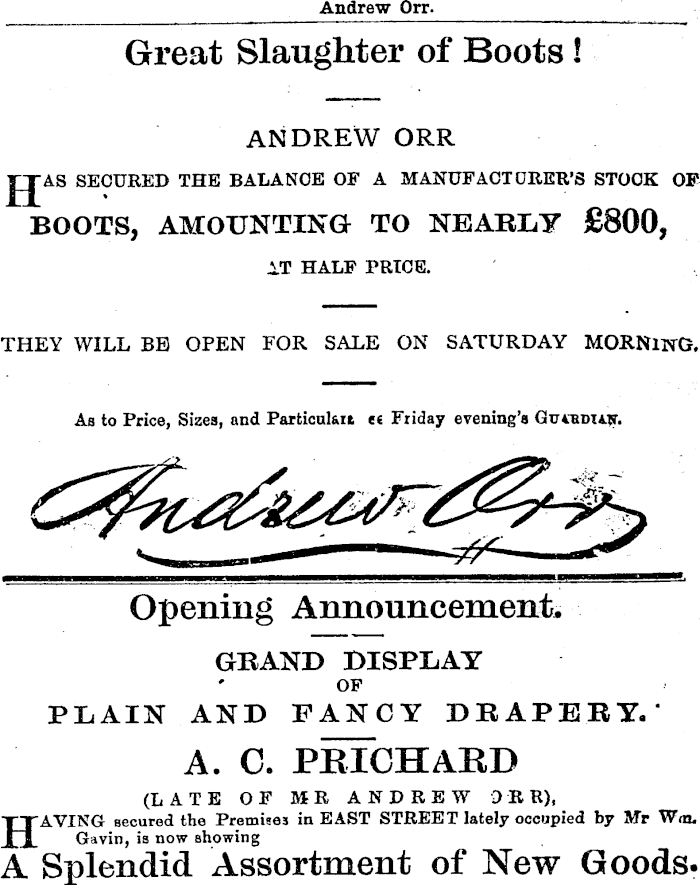 Andrew Orr.
Great Slaughter of Boots!
ANDREW ORR
HAS SECURED THE BALANCE OF A MANUFACTURER'S STOCK OF
BOOTS, AMOUNTING TO NEARLY £800,
AT HALF PRICE.
THEY WILL BE OPEN FOR SALE ON SATURDAY MORNING.
As to Price, Sizes, and Friday evening's GUARDIAN.
Andrew Orr
Opening Announcement.
GRAND DISPLAY
OF
PLAIN AND FANCY DRAPERY.
A. C. PRICHARD
(LATE OF MR ANDREW ORR),
HAVING secured the Premises in EAST STREET lately occupied by Mr Wm.
Gavin, is now showing
A Splendid Assortment of New Goods.